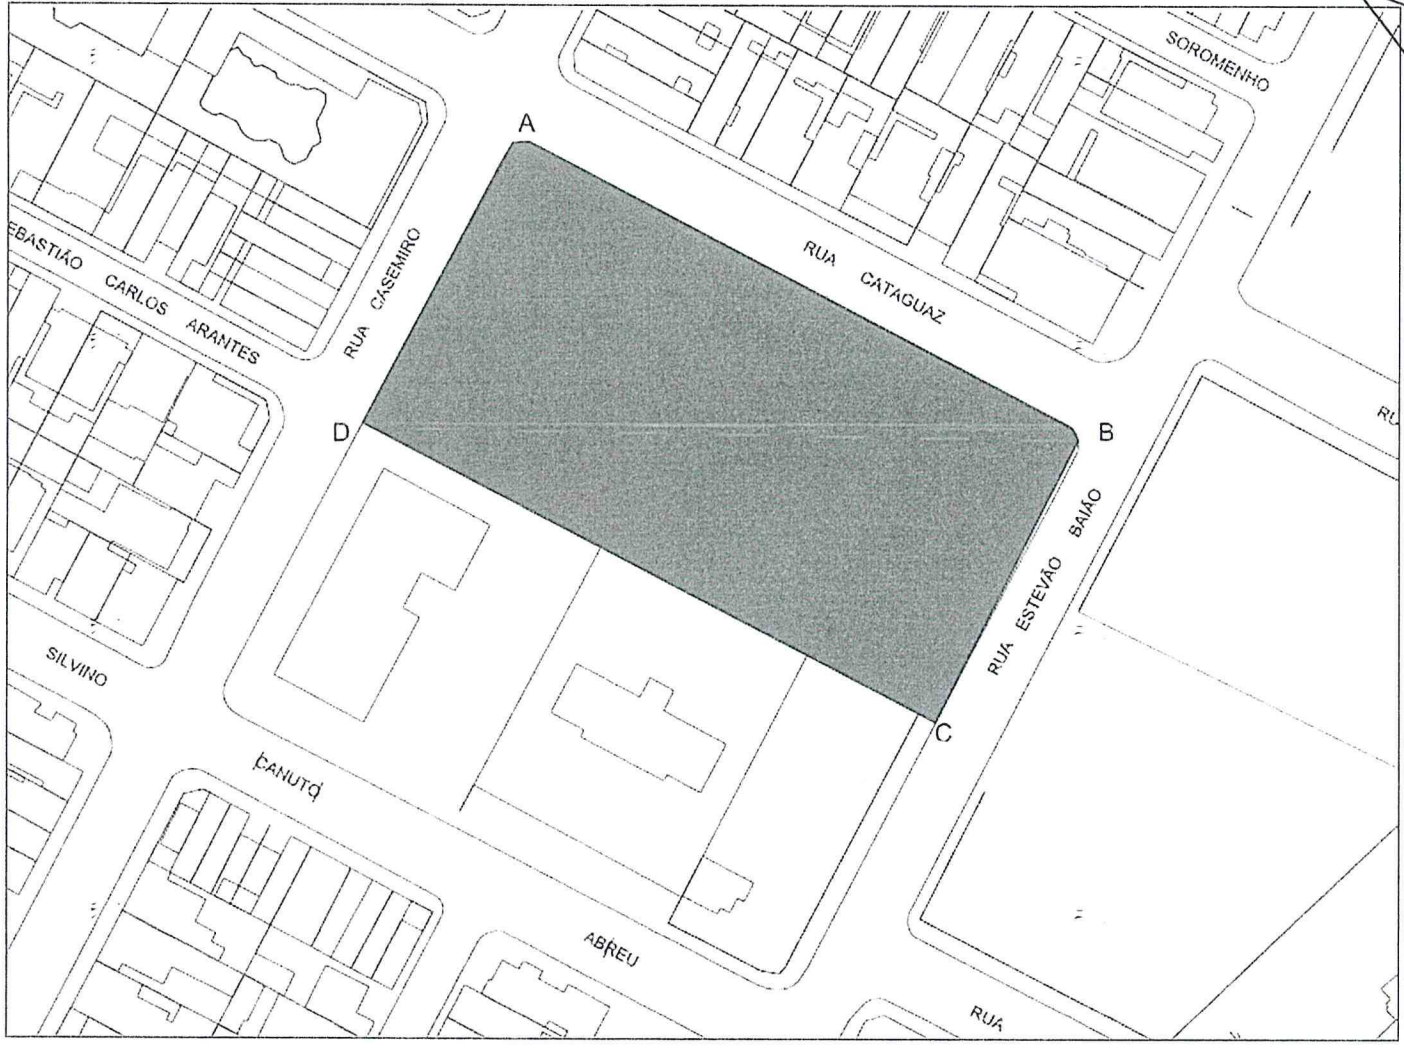 SOROMENHO
A
RUA CATAGUAZ
RUA CASEMIRO
EBASTIÃO CARLOS ARANTES
B
D
RU
RUA ESTEVÃO BAIÃO
SILVINO
C
CANUTO
ABREU
RUA